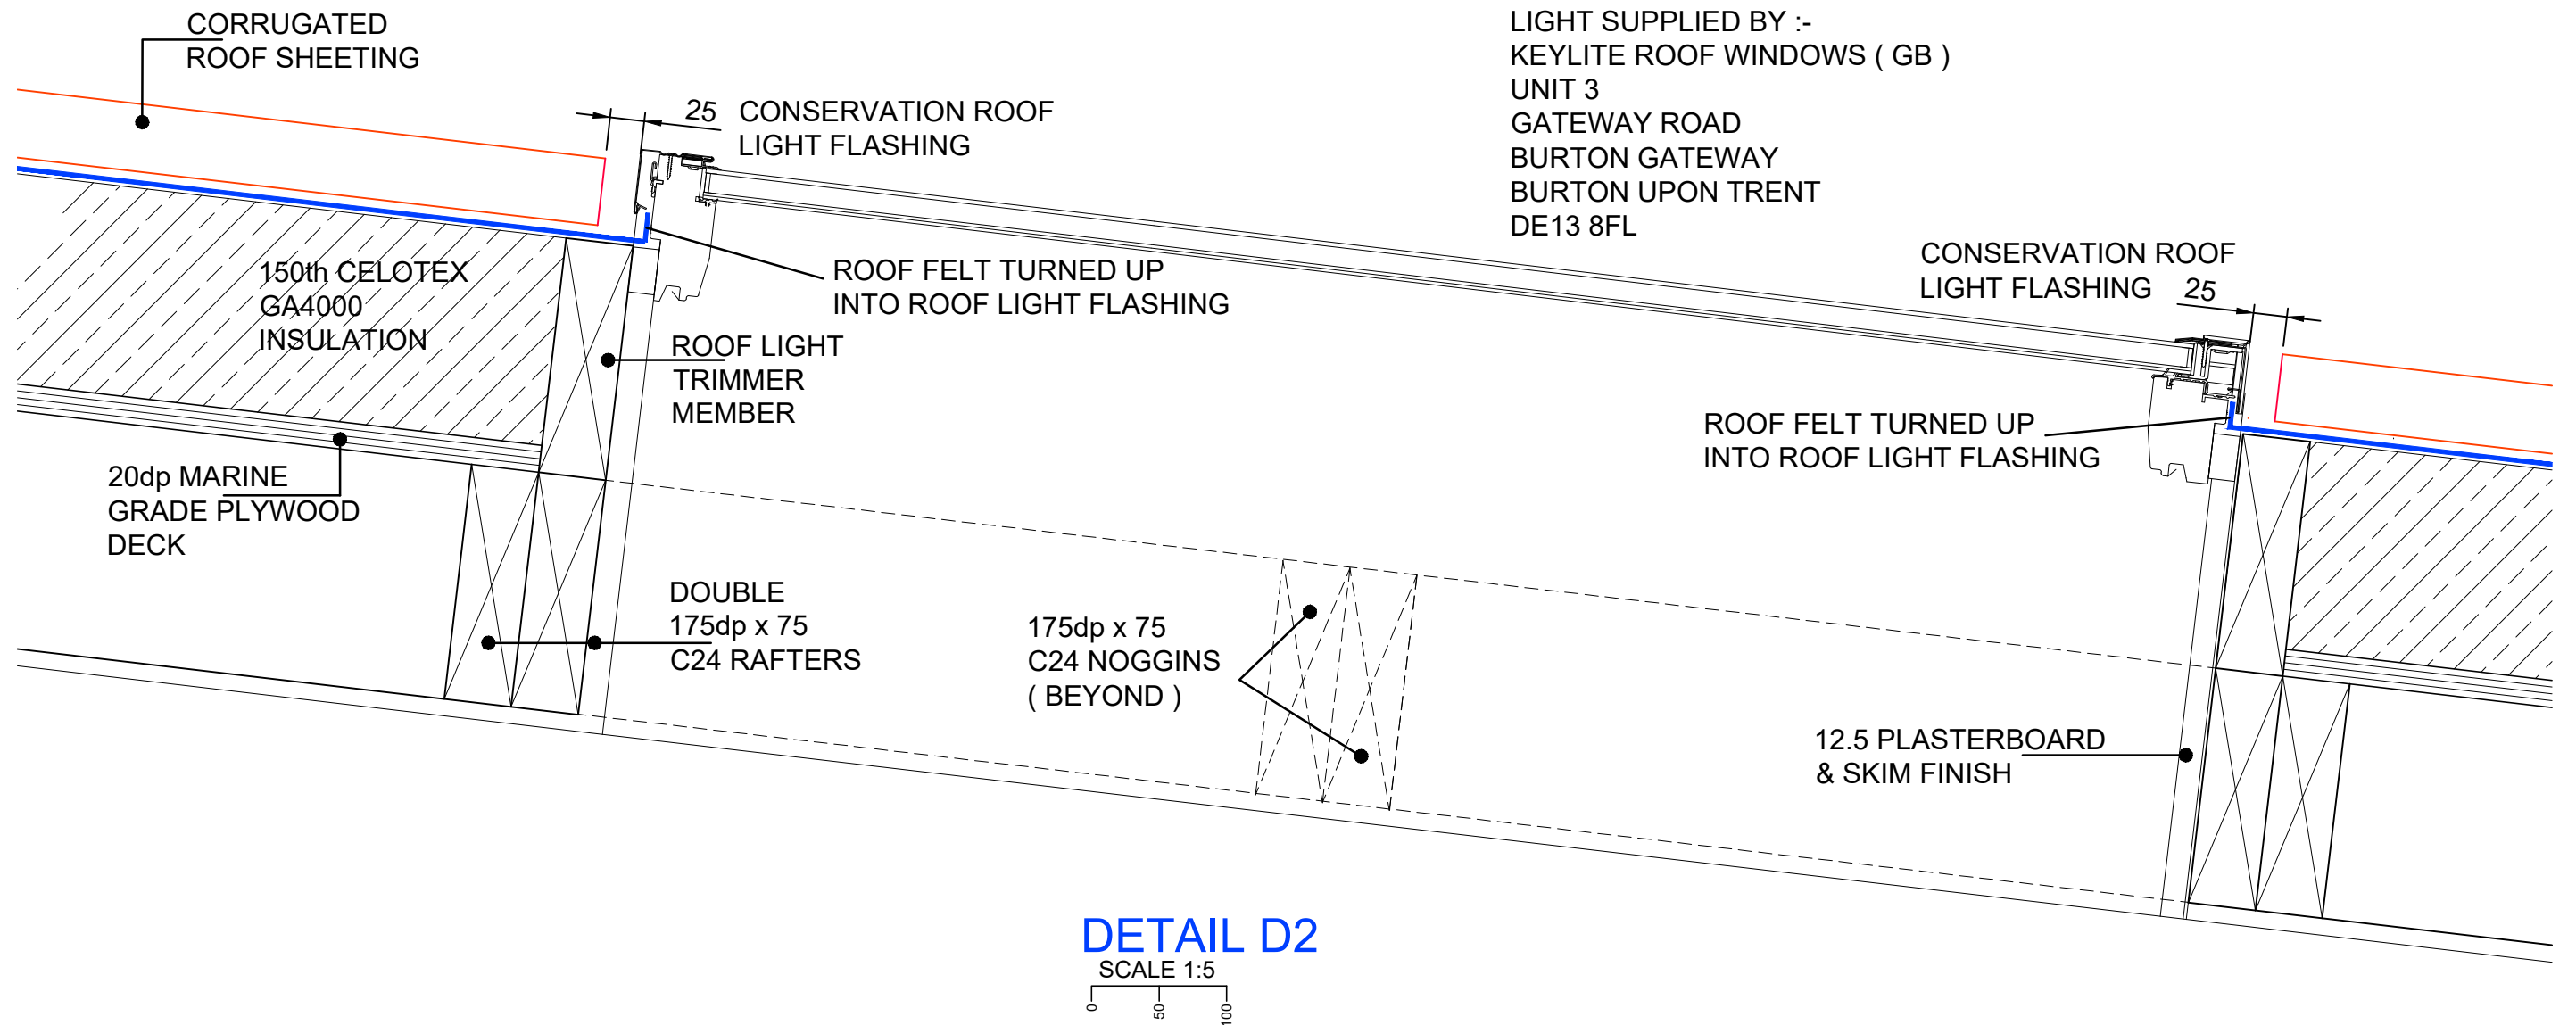 CORRUGATED
ROOF SHEETING
25
CONSERVATION ROOF
LIGHT FLASHING
LIGHT SUPPLIED BY :-
KEYLITE ROOF WINDOWS ( GB )
UNIT 3
GATEWAY ROAD
BURTON GATEWAY
BURTON UPON TRENT
DE13 8FL
150th CELOTEX
GA4000
INSULATION
ROOF FELT TURNED UP
INTO ROOF LIGHT FLASHING
CONSERVATION ROOF
LIGHT FLASHING
25
ROOF LIGHT
TRIMMER
MEMBER
ROOF FELT TURNED UP
INTO ROOF LIGHT FLASHING
20dp MARINE
GRADE PLYWOOD
DECK
DOUBLE
175dp x 75
C24 RAFTERS
175dp x 75
C24 NOGGINS
( BEYOND )
12.5 PLASTERBOARD
& SKIM FINISH
DETAIL D2
SCALE 1:5
0
50
100